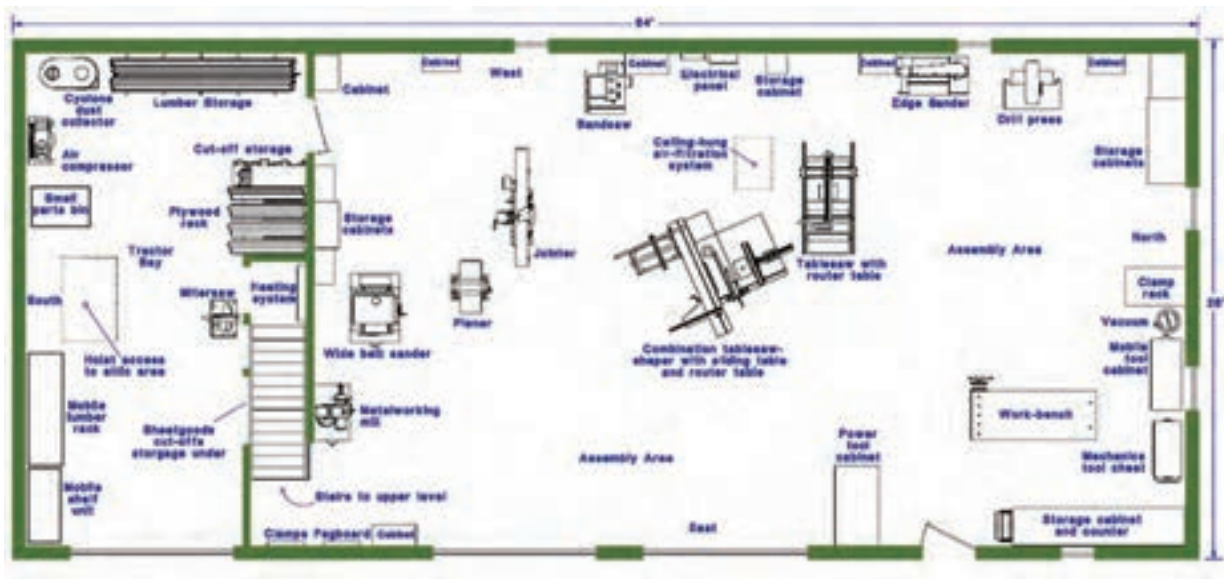 64'
Cyclone
dust
collector
Lumber Storage
Cabinet
Cabinet
West
Bandsaw
Cabinet
Electrical
panel
Storage
cabinet
Cabinet
Edge Sander
Drill press
Cabinet
Storage
cabinets
Air
compressor
Cut-off storage
Ceiling-hung
air-filtration
system
Small
parts bin
Plywood
rack
Storage
cabinets
Jointer
Tablesaw with
router table
Assembly Area
North
Tractor
Bay
South
Mitersaw
Heating
system
Planer
Clamp
rack
28'
Vacuum
Wide belt sander
Hoist access
to attic area
Combination tablesaw-
shaper with sliding table
and router table
Mobile
tool
cabinet
Mobile
lumber
rack
Sheetgoods
cut-offs
storgage under
Metalworking
mill
Work-bench
Power
tool
cabinet
Assembly Area
Mechanics
tool chest
Mobile
shelf
unit
Stairs to upper level
Clamps Pegboard
Cabinet
East
Storage cabinet
and counter